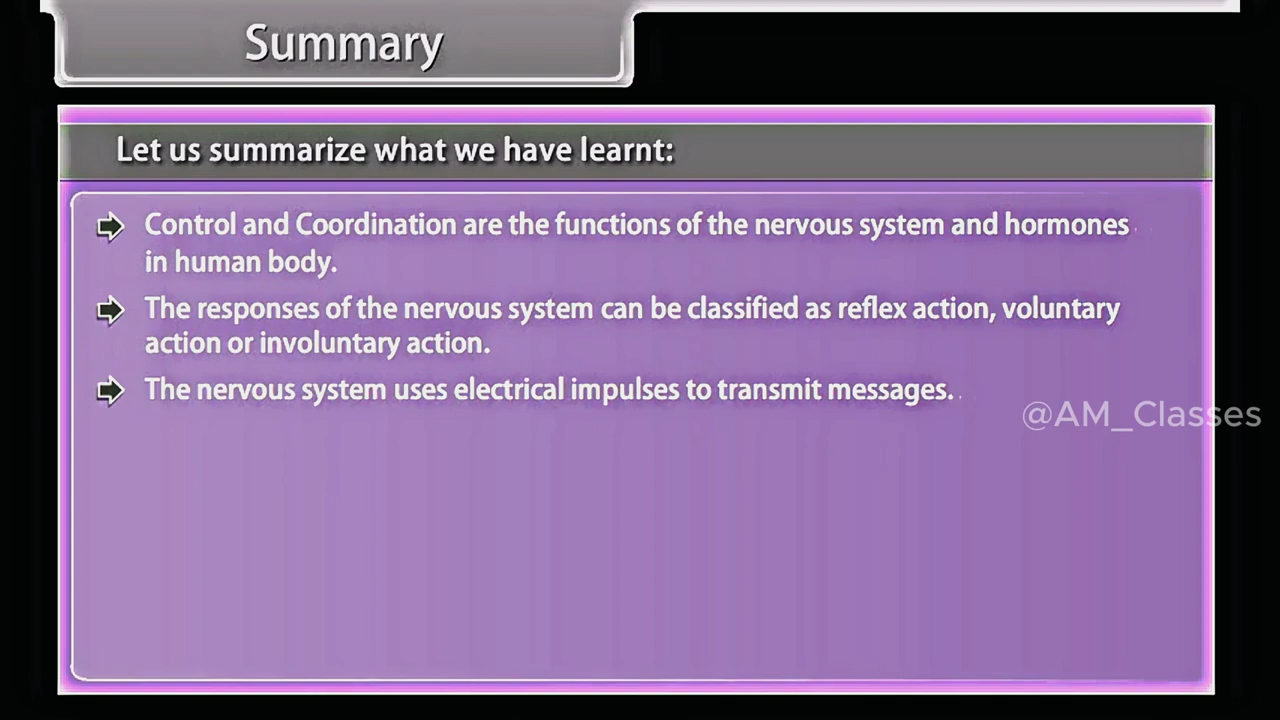 Summary
Let us summarize what we have learnt:
Control and Coordination are the functions of the nervous system and hormones
in human body.
The responses of the nervous system can be classified as reflex action, voluntary
action or involuntary action.
The nervous system uses electrical impulses to transmit messages.
@AM_Classes